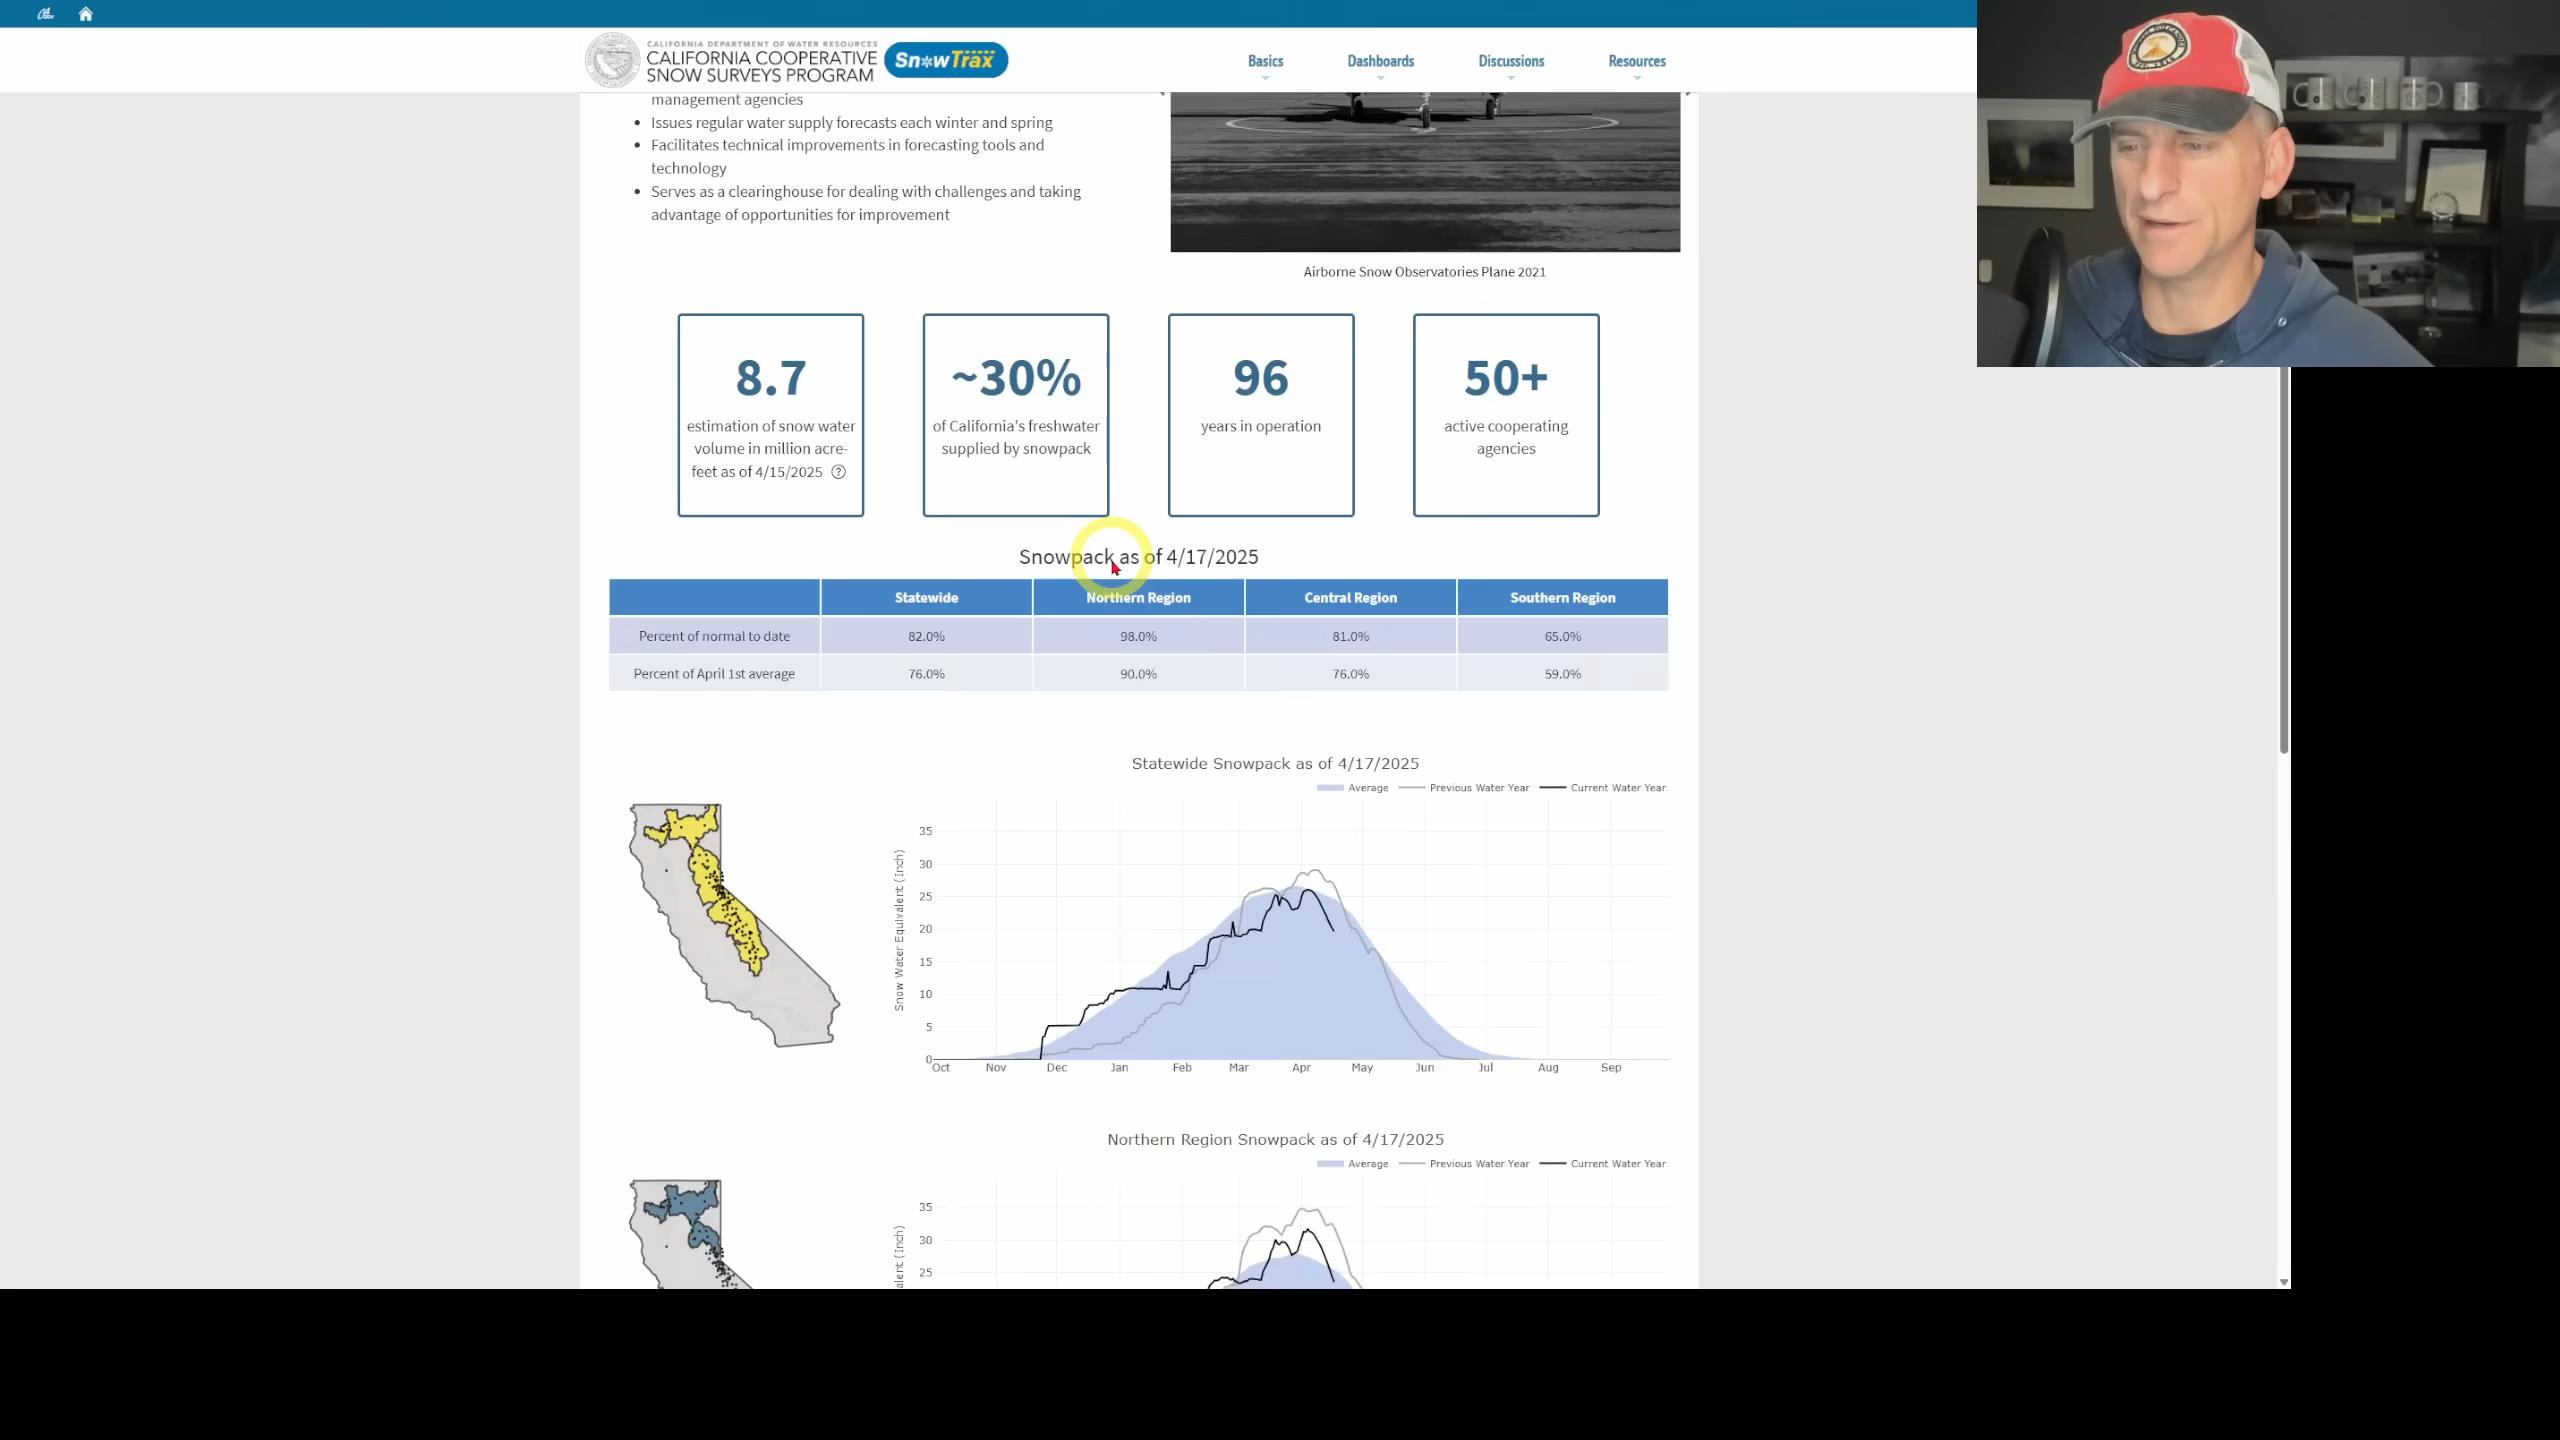 CALIFORNIA DEPARTMENT OF WATER RESOURCES
CALIFORNIA COOPERATIVE
SNOW SURVEYS PROGRAM
SnowTrax
Basics
Dashboards
Discussions
Resources
management agencies
Issues regular water supply forecasts each winter and spring
Facilitates technical improvements in forecasting tools and
technology
Serves as a clearinghouse for dealing with challenges and taking
advantage of opportunities for improvement
Airborne Snow Observatories Plane 2021
8.7
estimation of snow water
volume in million acre-
feet as of 4/15/2025 ?
~30%
of California's freshwater
supplied by snowpack
96
years in operation
50+
active cooperating
agencies
Snowpack as of 4/17/2025
Statewide Northern Region Central Region Southern Region
Percent of normal to date 82.0% 98.0% 81.0% 65.0%
Percent of April 1st average 76.0% 90.0% 76.0% 59.0%
Statewide Snowpack as of 4/17/2025
Average Previous Water Year Current Water Year
Snow Water Equivalent (Inch)
35
30
25
20
15
10
5
0
Oct Nov Dec Jan Feb Mar Apr May Jun Jul Aug Sep
Northern Region Snowpack as of 4/17/2025
Average Previous Water Year Current Water Year
35
30
25
alent (Inch)